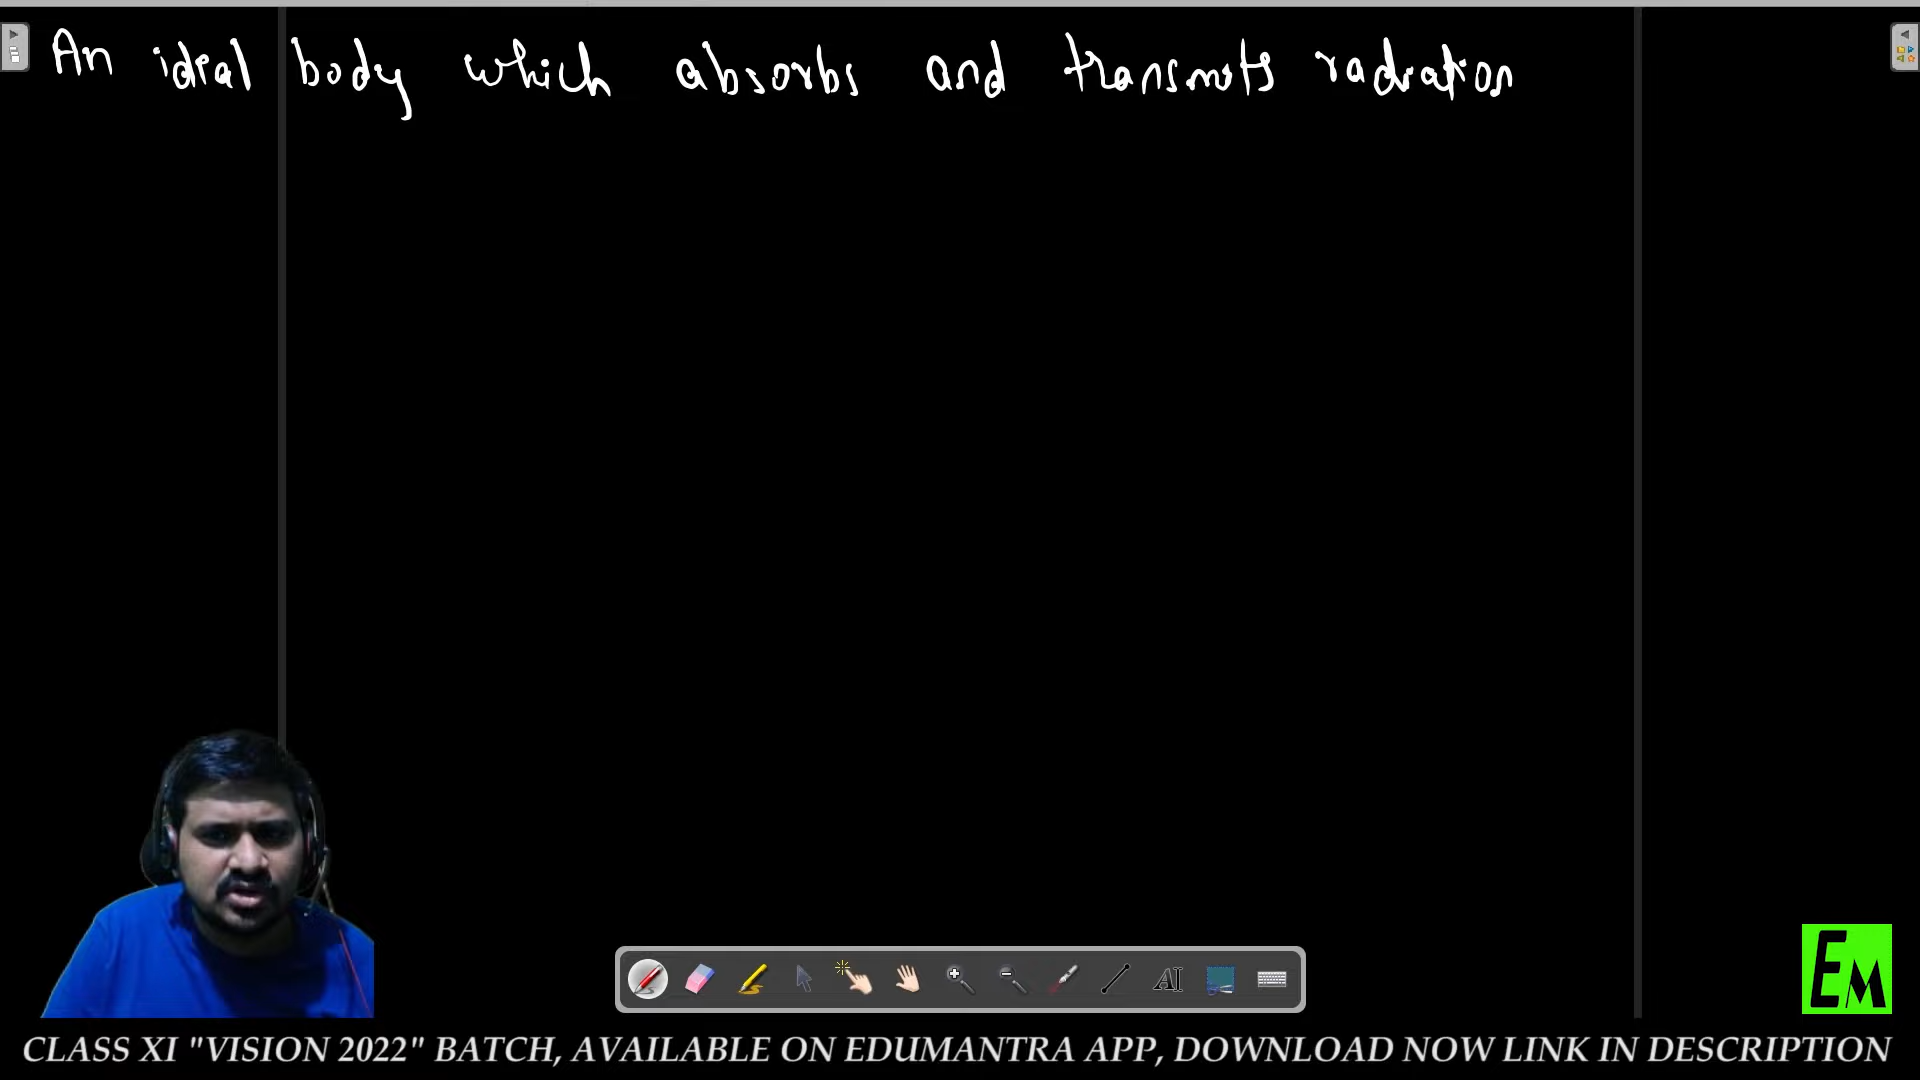 An ideal body which absorbs and transmits radiation
AI
EM
CLASS XI "VISION 2022" BATCH, AVAILABLE ON EDUMANTRA APP, DOWNLOAD NOW LINK IN DESCRIPTION